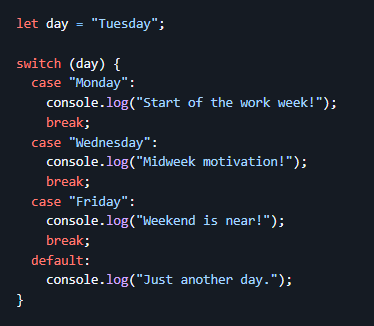 let day = "Tuesday";

switch (day) {
  case "Monday":
    console.log("Start of the work week!");
    break;
  case "Wednesday":
    console.log("Midweek motivation!");
    break;
  case "Friday":
    console.log("Weekend is near!");
    break;
  default:
    console.log("Just another day.");
}